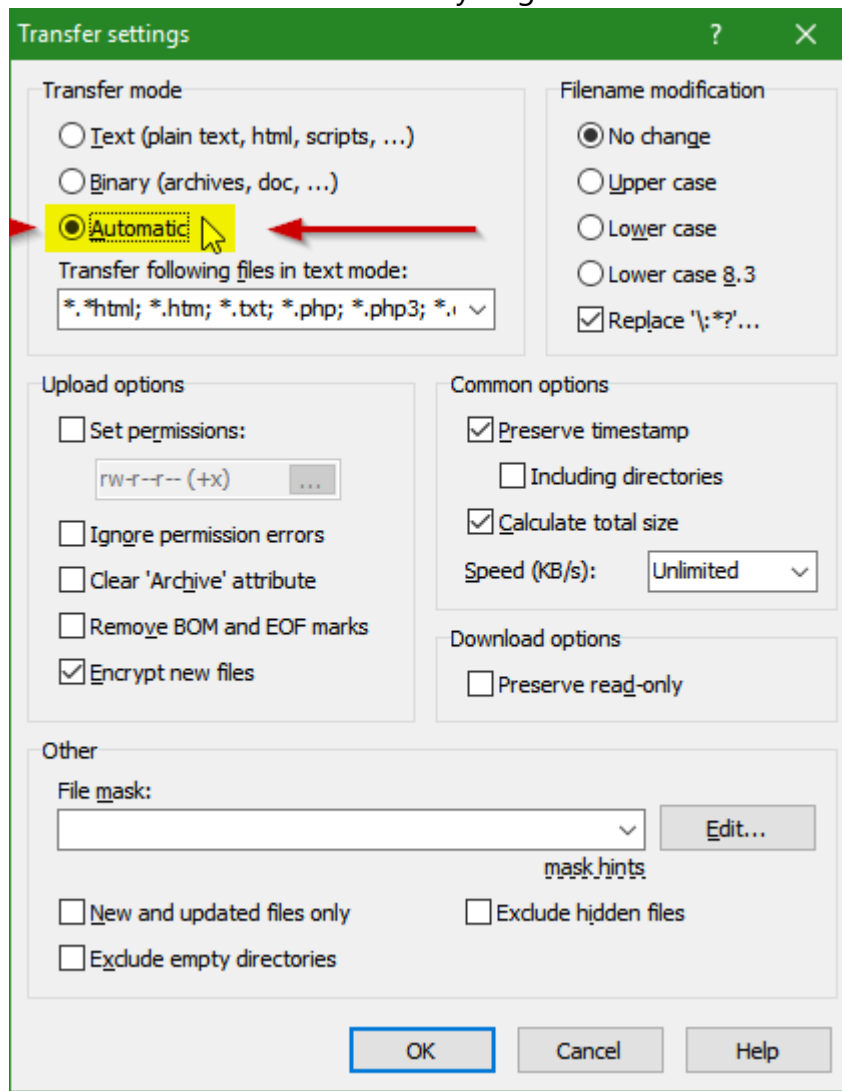 Transfer settings ? ×
Transfer mode
Text (plain text, html, scripts, ...)
Binary (archives, doc, ...)
Automatic
Transfer following files in text mode:
*.*html; *.htm; *.txt; *.php; *.php3; *.
Filename modification
No change
Upper case
Lower case
Lower case 8.3
Replace '\:*?'...
Upload options
Set permissions:
rw-r--r-- (+x) ...
Ignore permission errors
Clear 'Archive' attribute
Remove BOM and EOF marks
Encrypt new files
Common options
Preserve timestamp
Including directories
Calculate total size
Speed (KB/s): Unlimited
Download options
Preserve read-only
Other
File mask:
Edit...
mask hints
New and updated files only
Exclude hidden files
Exclude empty directories
OK Cancel Help